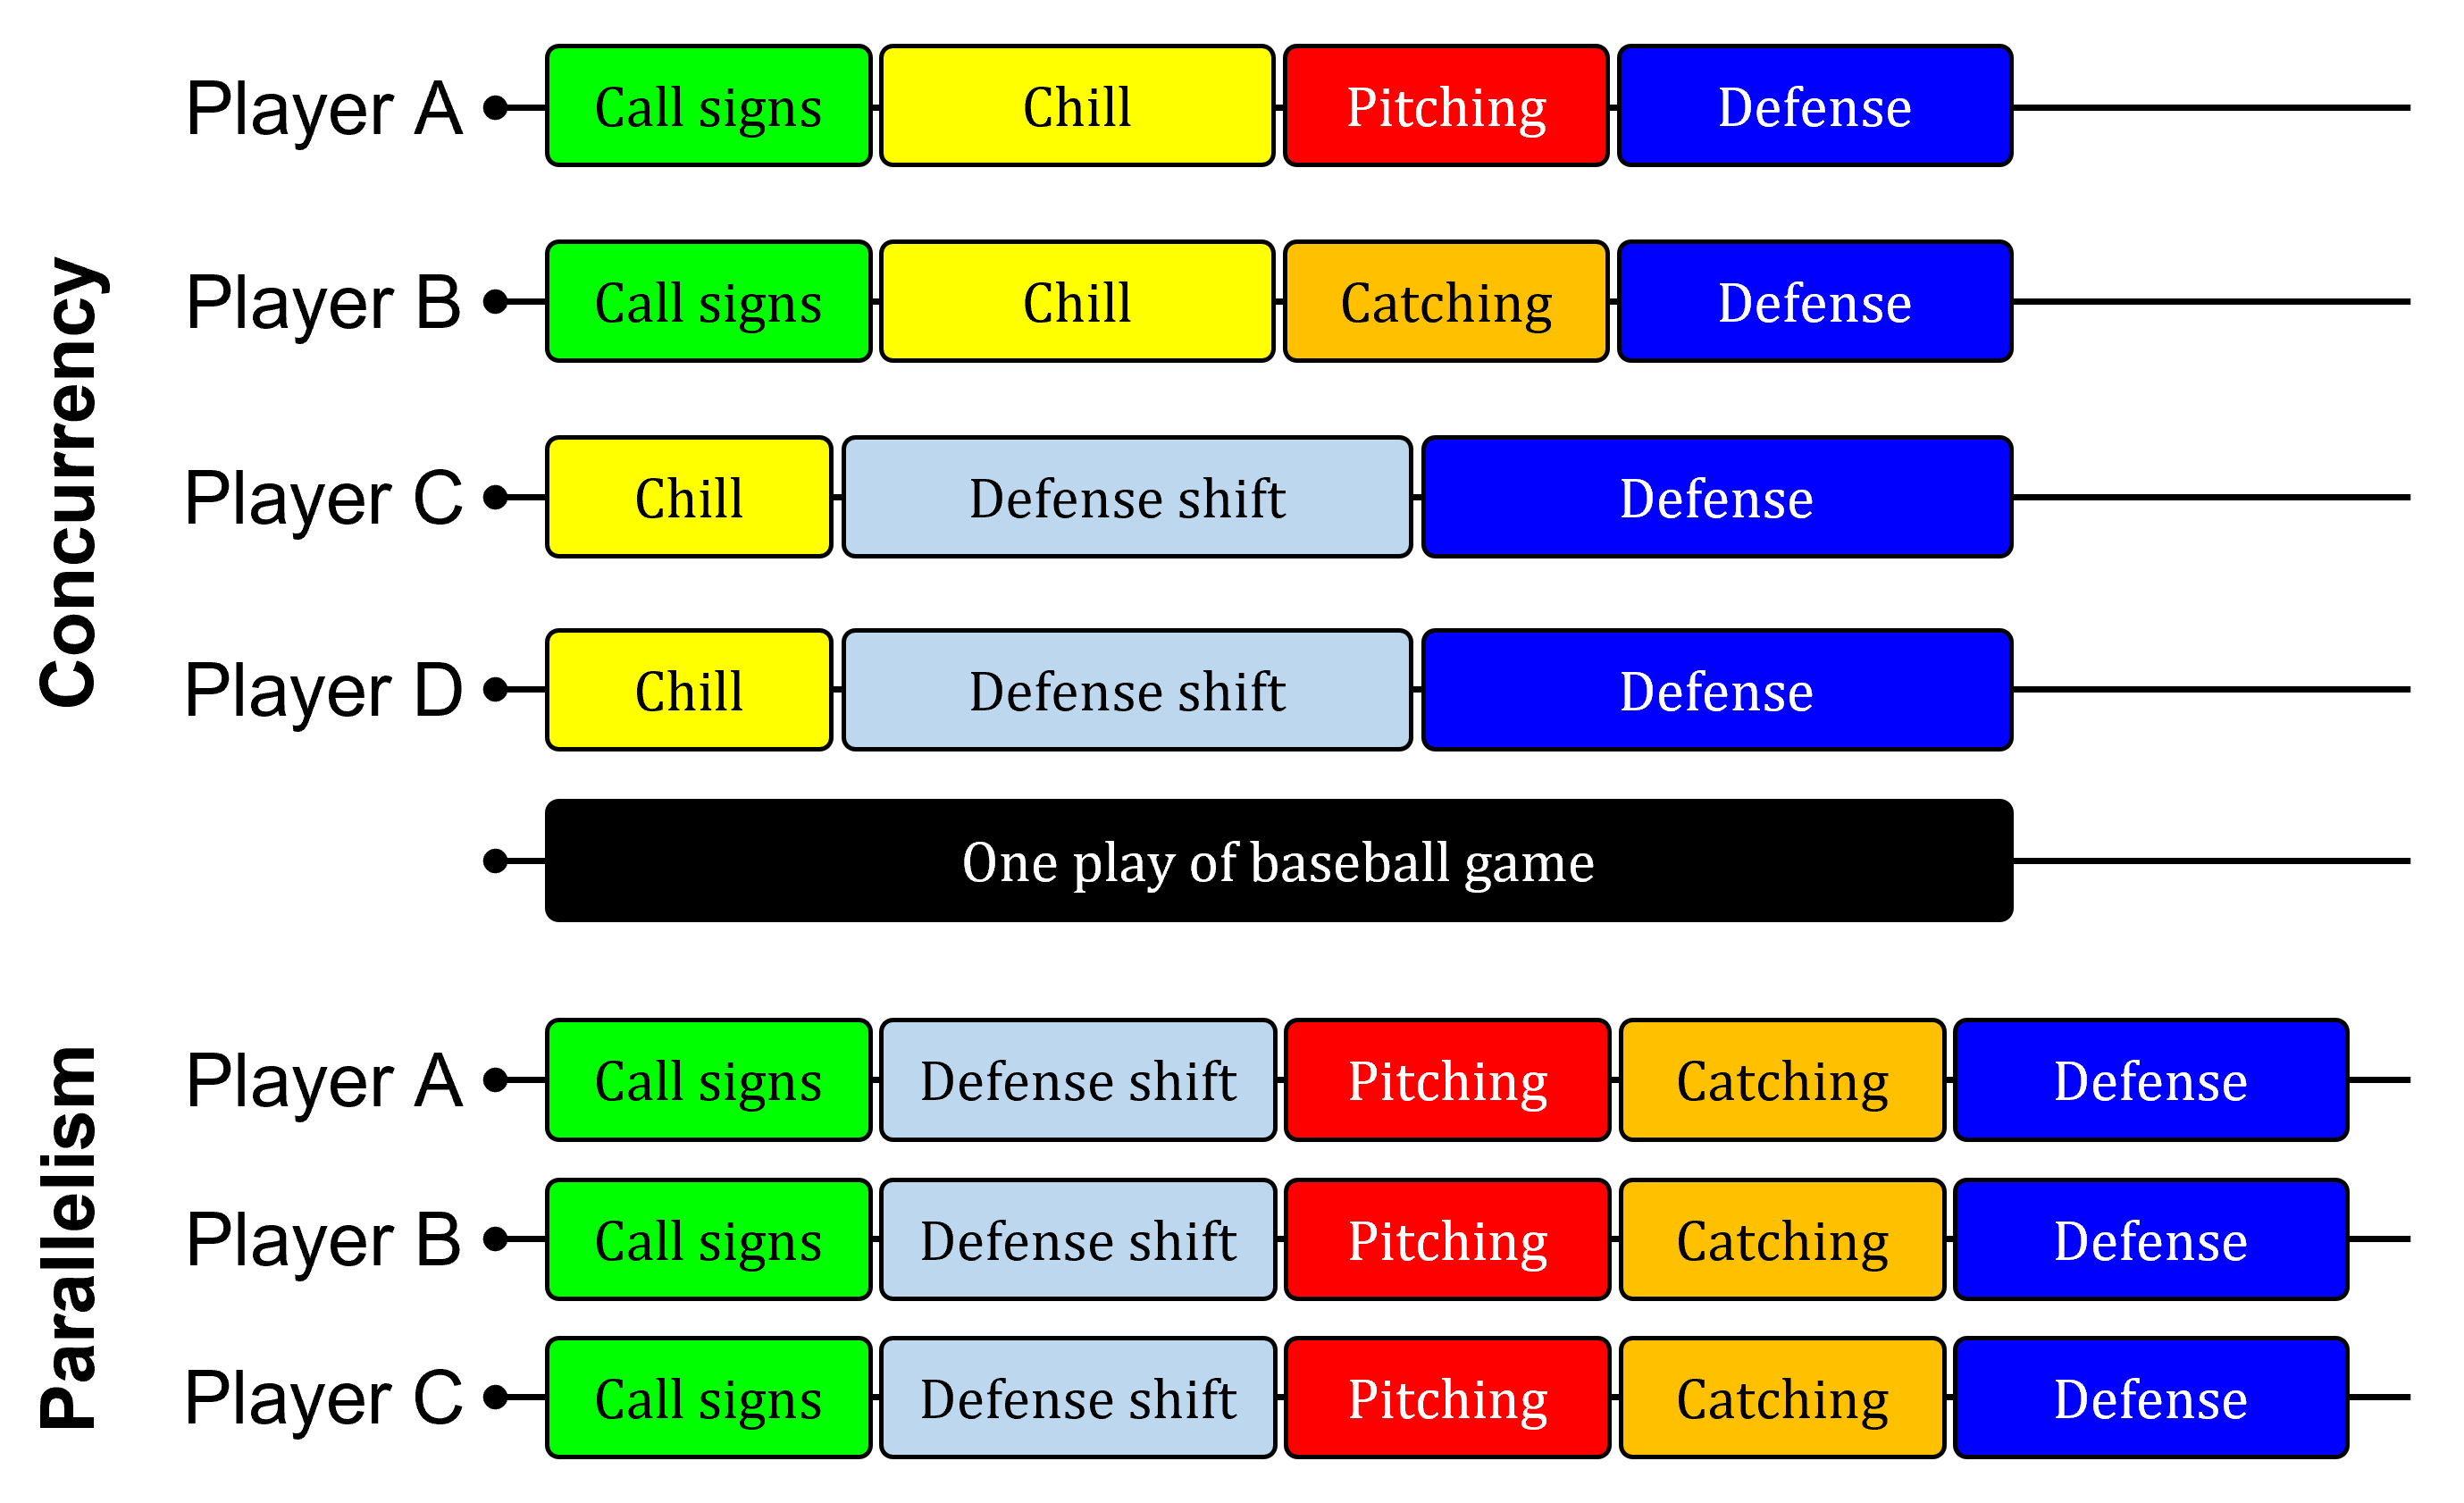 Concurrency
Player A
Call signs
Chill
Pitching
Defense
Player B
Call signs
Chill
Catching
Defense
Player C
Chill
Defense shift
Defense
Player D
Chill
Defense shift
Defense
One play of baseball game
Parallelism
Player A
Call signs
Defense shift
Pitching
Catching
Defense
Player B
Call signs
Defense shift
Pitching
Catching
Defense
Player C
Call signs
Defense shift
Pitching
Catching
Defense